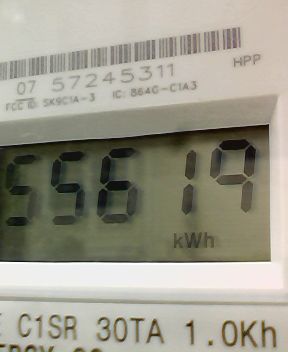 07 57245311
HPP
FCC ID: SK9C1A-3 IC: 864G-C1A3
55619
kWh
C1SR 30TA 1.0Kh